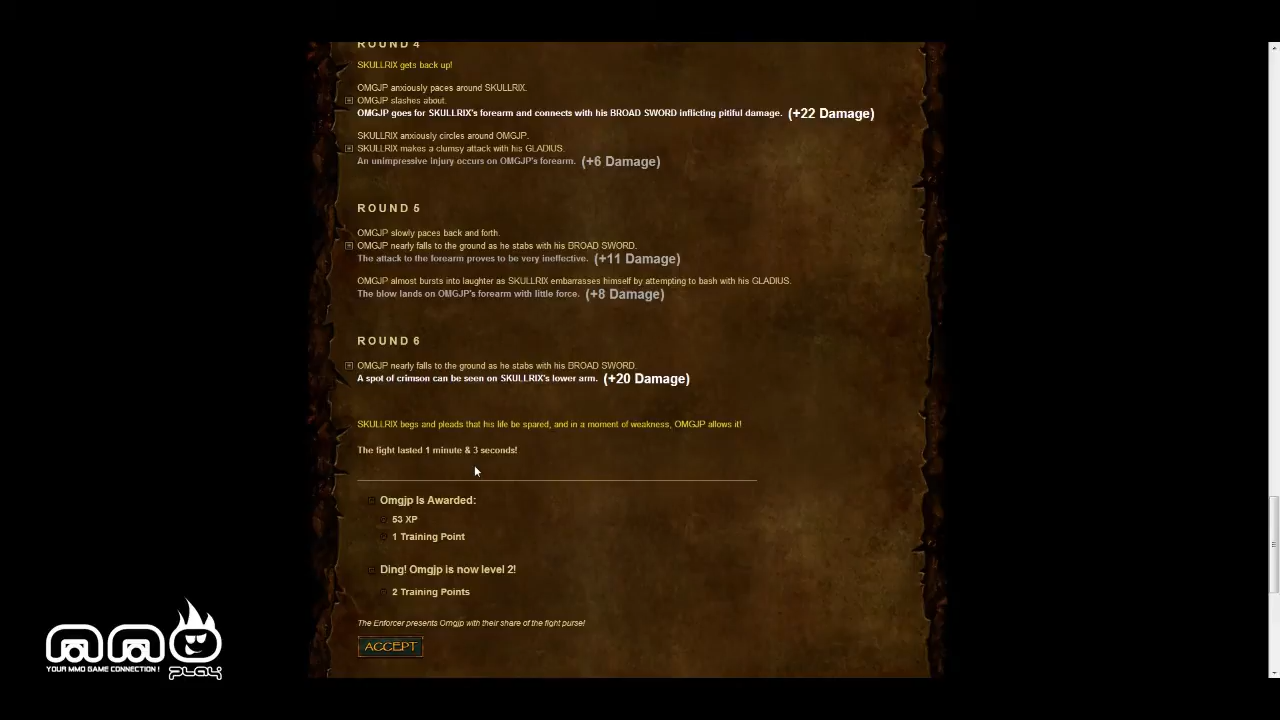 ROUND 4
SKULLRIX gets back up!
OMGJP anxiously paces around SKULLRIX.
OMGJP slashes about.
OMGJP goes for SKULLRIX's forearm and connects with his BROAD SWORD inflicting pitiful damage. (+22 Damage)
SKULLRIX anxiously circles around OMGJP.
SKULLRIX makes a clumsy attack with his GLADIUS.
An unimpressive injury occurs on OMGJP's forearm. (+6 Damage)
ROUND 5
OMGJP slowly paces back and forth.
OMGJP nearly falls to the ground as he stabs with his BROAD SWORD.
The attack to the forearm proves to be very ineffective. (+11 Damage)
OMGJP almost bursts into laughter as SKULLRIX embarrasses himself by attempting to bash with his GLADIUS.
The blow lands on OMGJP's forearm with little force. (+8 Damage)
ROUND 6
OMGJP nearly falls to the ground as he stabs with his BROAD SWORD.
A spot of crimson can be seen on SKULLRIX's lower arm. (+20 Damage)
SKULLRIX begs and pleads that his life be spared, and in a moment of weakness, OMGJP allows it!
The fight lasted 1 minute & 3 seconds!
Omgjp Is Awarded:
53 XP
1 Training Point
Ding! Omgjp is now level 2!
2 Training Points
The Enforcer presents Omgjp with their share of the fight purse!
ACCEPT
mmo
YOUR MMO GAME CONNECTION!
PLAY